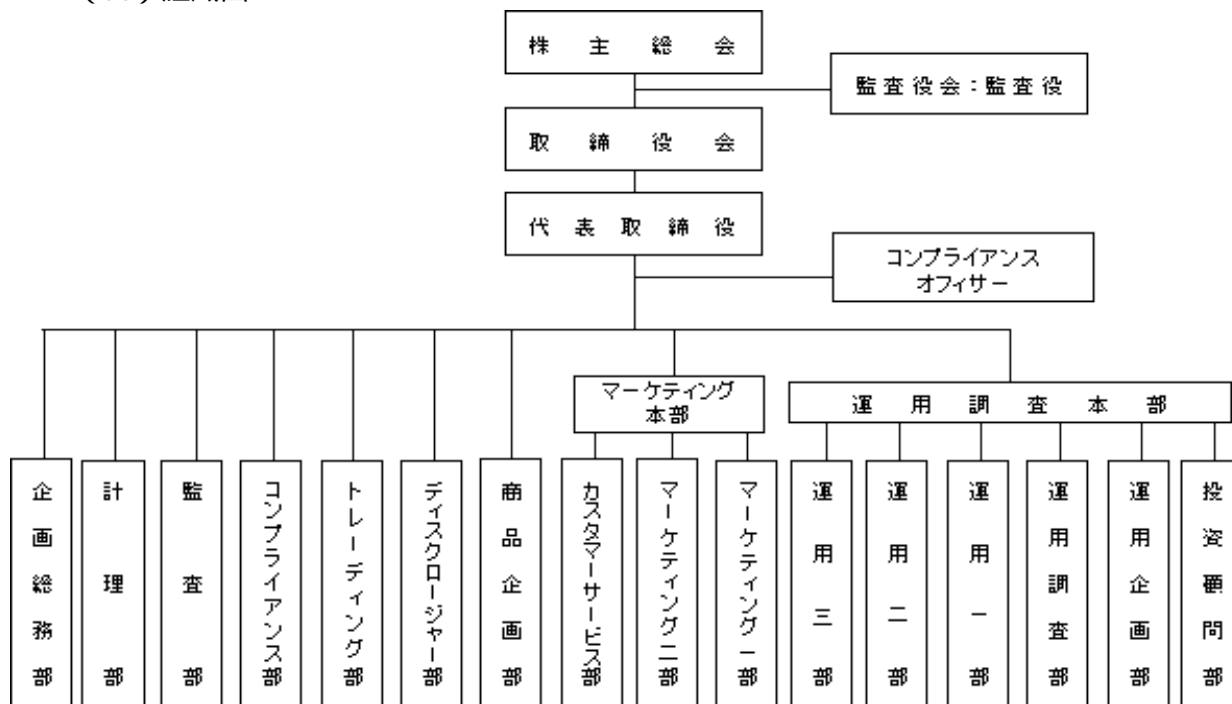 株主総会
監査役会：監査役
取締役会
代表取締役
コンプライアンス
オフィサー
マーケティング
本部
運用調査本部
企画総務部
計理部
監査部
コンプライアンス部
トレーディング部
ディスクロージャー部
商品企画部
カスタマーサービス部
マーケティング二部
マーケティング一部
運用三部
運用二部
運用一部
運用調査部
運用企画部
投資顧問部